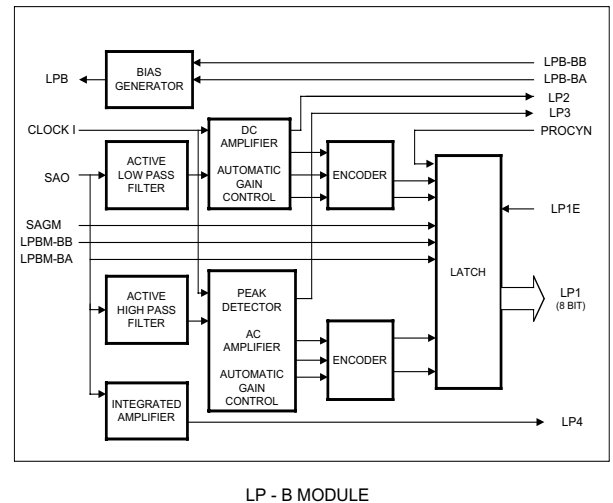 LPB
BIAS
GENERATOR
LPB-BB
LPB-BA
LP2
LP3
PROCYN
CLOCK I
SAO
ACTIVE
LOW PASS
FILTER
DC
AMPLIFIER
AUTOMATIC
GAIN
CONTROL
ENCODER
LATCH
LP1E
LP1
(8 BIT)
SAGM
LPBM-BB
LPBM-BA
ACTIVE
HIGH PASS
FILTER
PEAK
DETECTOR
AC
AMPLIFIER
AUTOMATIC
GAIN
CONTROL
ENCODER
INTEGRATED
AMPLIFIER
LP4
LP - B MODULE